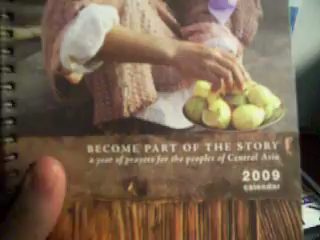 BECOME PART OF THE STORY
a year of prayers for the peoples of Central Asia
2009
calendar